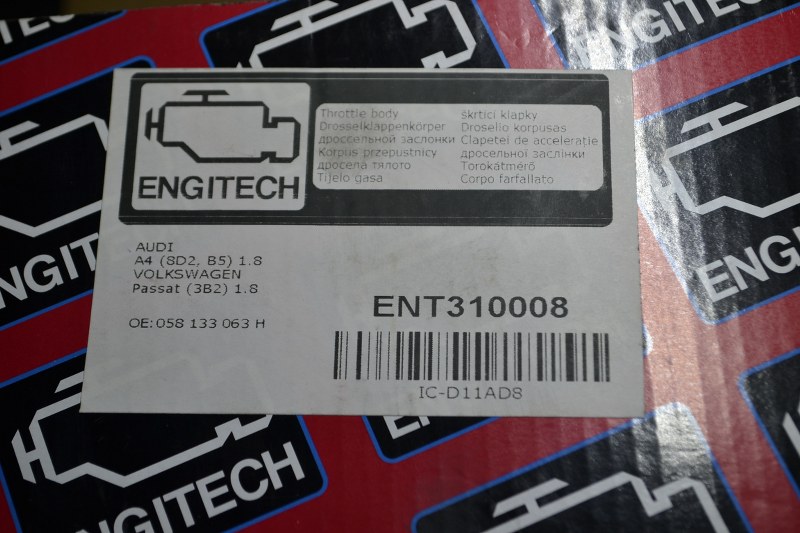 ENGITECH
Throttle body
Drosselklappenkörper
дроссельной заслонки
Korpus przepustnicy
дросела тялото
Tijelo gasa
škrtici klapky
Droselio korpusas
Clapetei de accelerație
дросельної заслінки
Torokátmérő
Corpo farfallato
AUDI
A4 (8D2, B5) 1.8
VOLKSWAGEN
Passat (3B2) 1.8
OE: 058 133 063 H
ENT310008
IC-D11AD8
ENGITECH
ENGITECH
ENGITECH
ENGITECH
ENGITECH